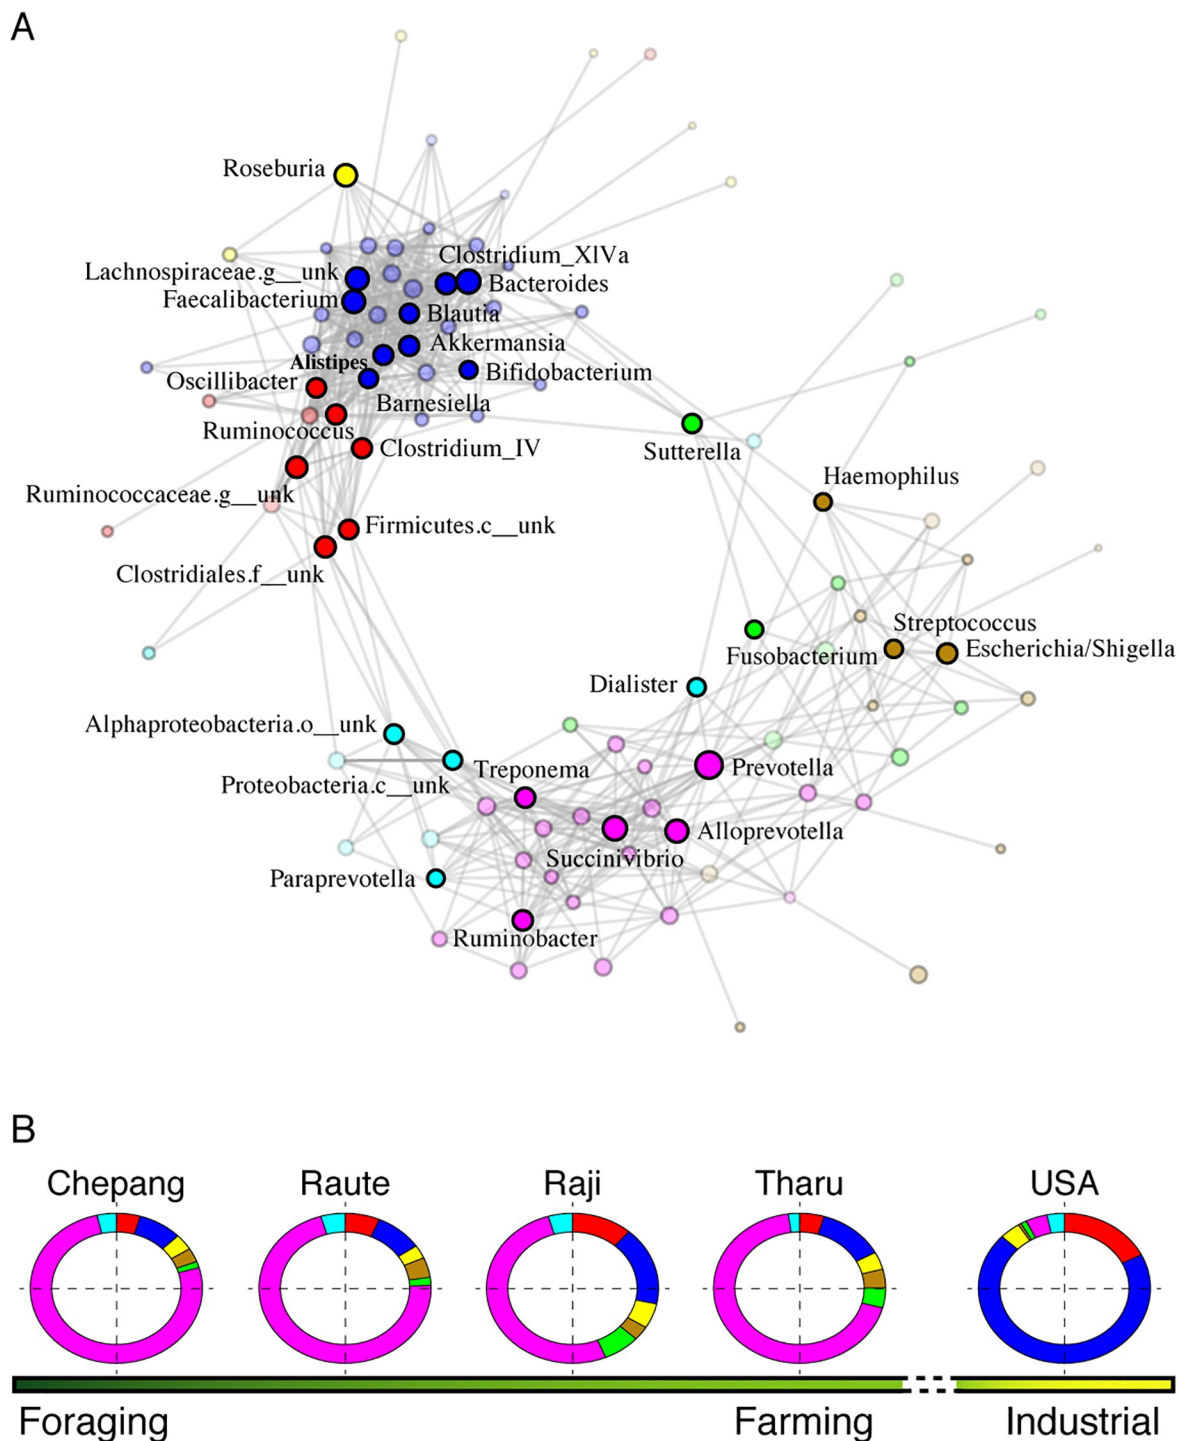 A
Roseburia
Clostridium_XIVa
Lachnospiraceae.g__unk
Bacteroides
Faecalibacterium
Blautia
Akkermansia
Alistipes
Bifidobacterium
Oscillibacter
Barnesiella
Ruminococcus
Clostridium_IV
Sutterella
Haemophilus
Ruminococcaceae.g__unk
Firmicutes.c__unk
Clostridiales.f__unk
Streptococcus
Escherichia/Shigella
Fusobacterium
Dialister
Alphaproteobacteria.o__unk
Prevotella
Treponema
Proteobacteria.c__unk
Alloprevotella
Succinivibrio
Paraprevotella
Ruminobacter
B
Chepang Raute Raji Tharu USA
Foraging Farming Industrial